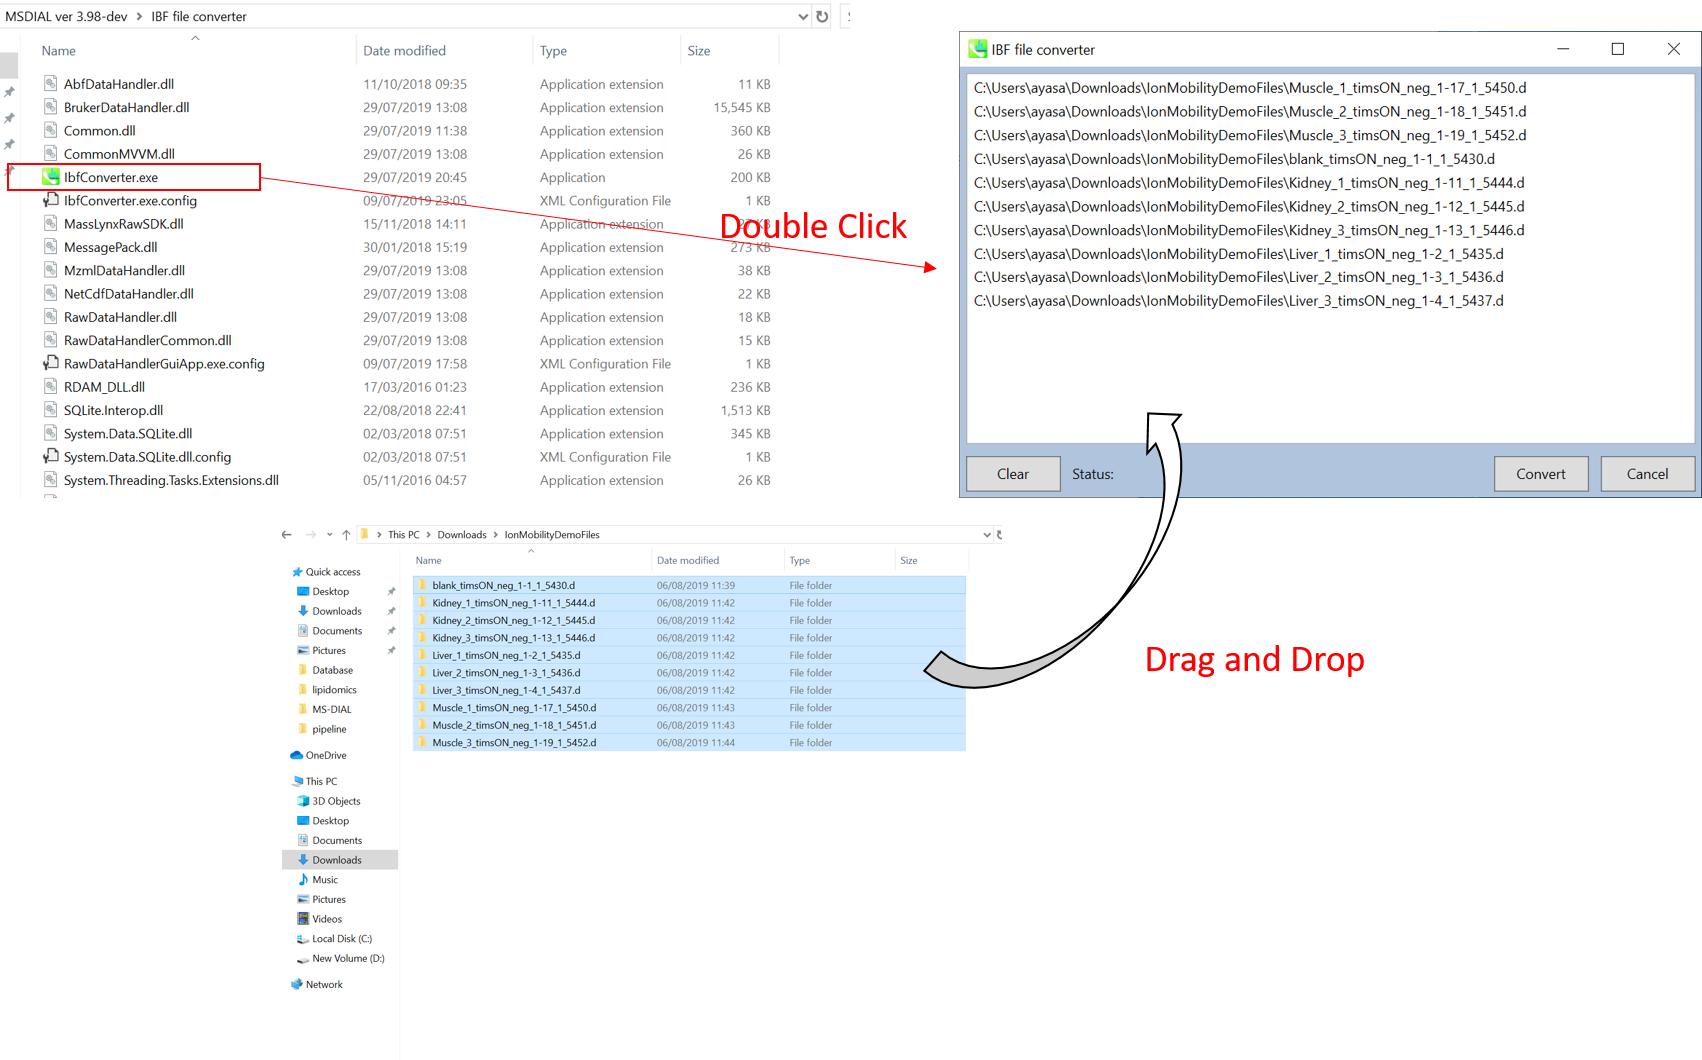 MSDIAL ver 3.98-dev > IBF file converter
Name Date modified Type Size
AbfDataHandler.dll 11/10/2018 09:35 Application extension 11 KB
BrukerDataHandler.dll 29/07/2019 13:08 Application extension 15,545 KB
Common.dll 29/07/2019 11:38 Application extension 360 KB
CommonMVVM.dll 29/07/2019 13:08 Application extension 26 KB
IbfConverter.exe 29/07/2019 20:45 Application 200 KB
IbfConverter.exe.config 09/07/2019 23:05 XML Configuration File 1 KB
MassLynxRawSDK.dll 15/11/2018 14:11 Application extension KB
MessagePack.dll 30/01/2018 15:19 Application extension 273 KB
MzmlDataHandler.dll 29/07/2019 13:08 Application extension 38 KB
NetCdfDataHandler.dll 29/07/2019 13:08 Application extension 22 KB
RawDataHandler.dll 29/07/2019 13:08 Application extension 18 KB
RawDataHandlerCommon.dll 29/07/2019 13:08 Application extension 15 KB
RawDataHandlerGuiApp.exe.config 09/07/2019 17:58 XML Configuration File 1 KB
RDAM_DLL.dll 17/03/2016 01:23 Application extension 236 KB
SQLite.Interop.dll 22/08/2018 22:41 Application extension 1,513 KB
System.Data.SQLite.dll 02/03/2018 07:51 Application extension 345 KB
System.Data.SQLite.dll.config 02/03/2018 07:51 XML Configuration File 1 KB
System.Threading.Tasks.Extensions.dll 05/11/2016 04:57 Application extension 26 KB
Double Click
IBF file converter
C:\Users\ayasa\Downloads\IonMobilityDemoFiles\Muscle_1_timsON_neg_1-17_1_5450.d
C:\Users\ayasa\Downloads\IonMobilityDemoFiles\Muscle_2_timsON_neg_1-18_1_5451.d
C:\Users\ayasa\Downloads\IonMobilityDemoFiles\Muscle_3_timsON_neg_1-19_1_5452.d
C:\Users\ayasa\Downloads\IonMobilityDemoFiles\blank_timsON_neg_1-1_1_5430.d
C:\Users\ayasa\Downloads\IonMobilityDemoFiles\Kidney_1_timsON_neg_1-11_1_5444.d
C:\Users\ayasa\Downloads\IonMobilityDemoFiles\Kidney_2_timsON_neg_1-12_1_5445.d
C:\Users\ayasa\Downloads\IonMobilityDemoFiles\Kidney_3_timsON_neg_1-13_1_5446.d
C:\Users\ayasa\Downloads\IonMobilityDemoFiles\Liver_1_timsON_neg_1-2_1_5435.d
C:\Users\ayasa\Downloads\IonMobilityDemoFiles\Liver_2_timsON_neg_1-3_1_5436.d
C:\Users\ayasa\Downloads\IonMobilityDemoFiles\Liver_3_timsON_neg_1-4_1_5437.d
Clear Status: Convert Cancel
This PC > Downloads > IonMobilityDemoFiles
Quick access
Desktop
Downloads
Documents
Pictures
Database
lipidomics
MS-DIAL
pipeline
OneDrive
This PC
3D Objects
Desktop
Documents
Downloads
Music
Pictures
Videos
Local Disk (C:)
New Volume (D:)
Network
Name Date modified Type Size
blank_timsON_neg_1-1_1_5430.d 06/08/2019 11:39 File folder
Kidney_1_timsON_neg_1-11_1_5444.d 06/08/2019 11:42 File folder
Kidney_2_timsON_neg_1-12_1_5445.d 06/08/2019 11:42 File folder
Kidney_3_timsON_neg_1-13_1_5446.d 06/08/2019 11:42 File folder
Liver_1_timsON_neg_1-2_1_5435.d 06/08/2019 11:42 File folder
Liver_2_timsON_neg_1-3_1_5436.d 06/08/2019 11:42 File folder
Liver_3_timsON_neg_1-4_1_5437.d 06/08/2019 11:42 File folder
Muscle_1_timsON_neg_1-17_1_5450.d 06/08/2019 11:43 File folder
Muscle_2_timsON_neg_1-18_1_5451.d 06/08/2019 11:43 File folder
Muscle_3_timsON_neg_1-19_1_5452.d 06/08/2019 11:44 File folder
Drag and Drop